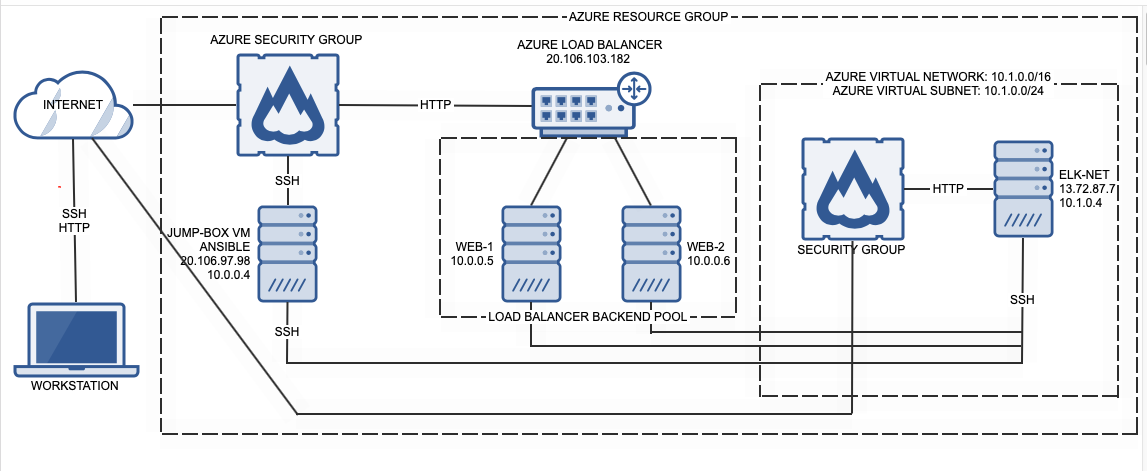 AZURE RESOURCE GROUP
AZURE SECURITY GROUP
AZURE LOAD BALANCER
20.106.103.182
AZURE VIRTUAL NETWORK: 10.1.0.0/16
AZURE VIRTUAL SUBNET: 10.1.0.0/24
INTERNET
HTTP
SSH
HTTP
ELK-NET
13.72.87.7
10.1.0.4
SSH
HTTP
JUMP-BOX VM
ANSIBLE
20.106.97.98
10.0.0.4
WEB-1
10.0.0.5
WEB-2
10.0.0.6
SECURITY GROUP
SSH
LOAD BALANCER BACKEND POOL
SSH
WORKSTATION